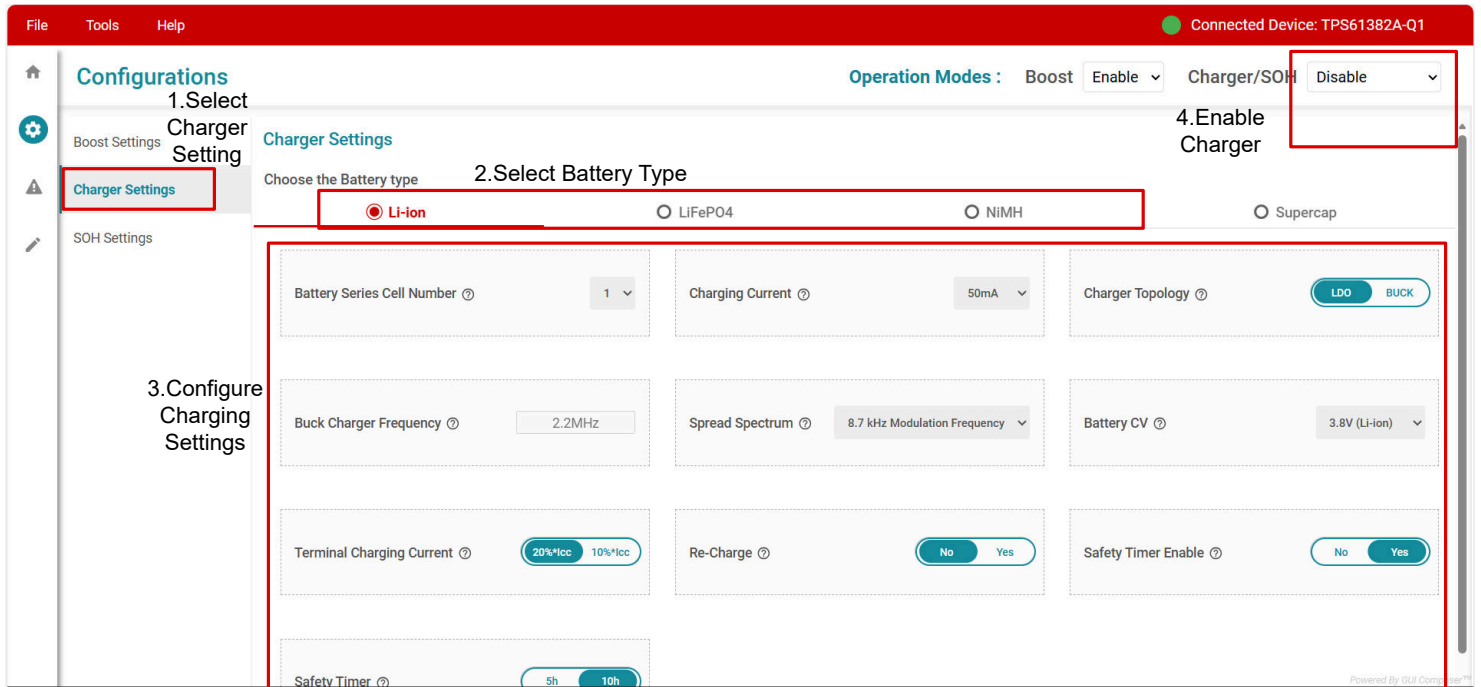 File Tools Help Connected Device: TPS61382A-Q1
Configurations Operation Modes : Boost Enable Charger/SOH Disable
1.Select
Charger
Setting
4.Enable
Charger
Boost Settings
Charger Settings
SOH Settings
Charger Settings
Choose the Battery type
2.Select Battery Type
Li-ion LiFePO4 NiMH Supercap
Battery Series Cell Number 1 Charging Current 50mA Charger Topology LDO BUCK
3.Configure
Charging
Settings
Buck Charger Frequency 2.2MHz Spread Spectrum 8.7 kHz Modulation Frequency Battery CV 3.8V (Li-ion)
Terminal Charging Current 20%*Icc 10%*Icc Re-Charge No Yes Safety Timer Enable No Yes
Safety Timer 5h 10h
Powered By GUI Composer™